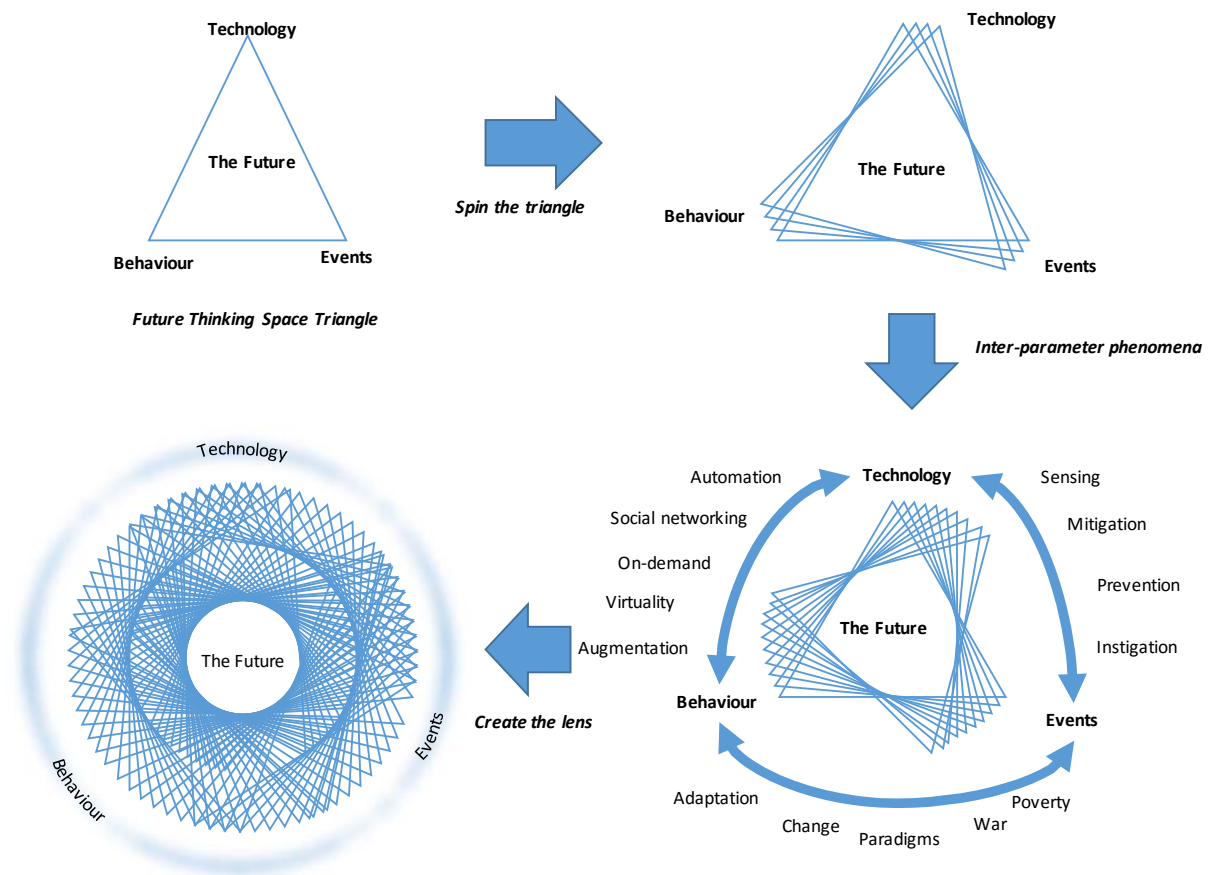 Technology
The Future
Behaviour
Events
Future Thinking Space Triangle
Spin the triangle
Technology
The Future
Behaviour
Events
Inter-parameter phenomena
Technology
Automation
Social networking
On-demand
Virtuality
Augmentation
Sensing
Mitigation
Prevention
Instigation
The Future
Behaviour
Events
Adaptation
Change
Paradigms
War
Poverty
Create the lens
Technology
The Future
Behaviour
Events